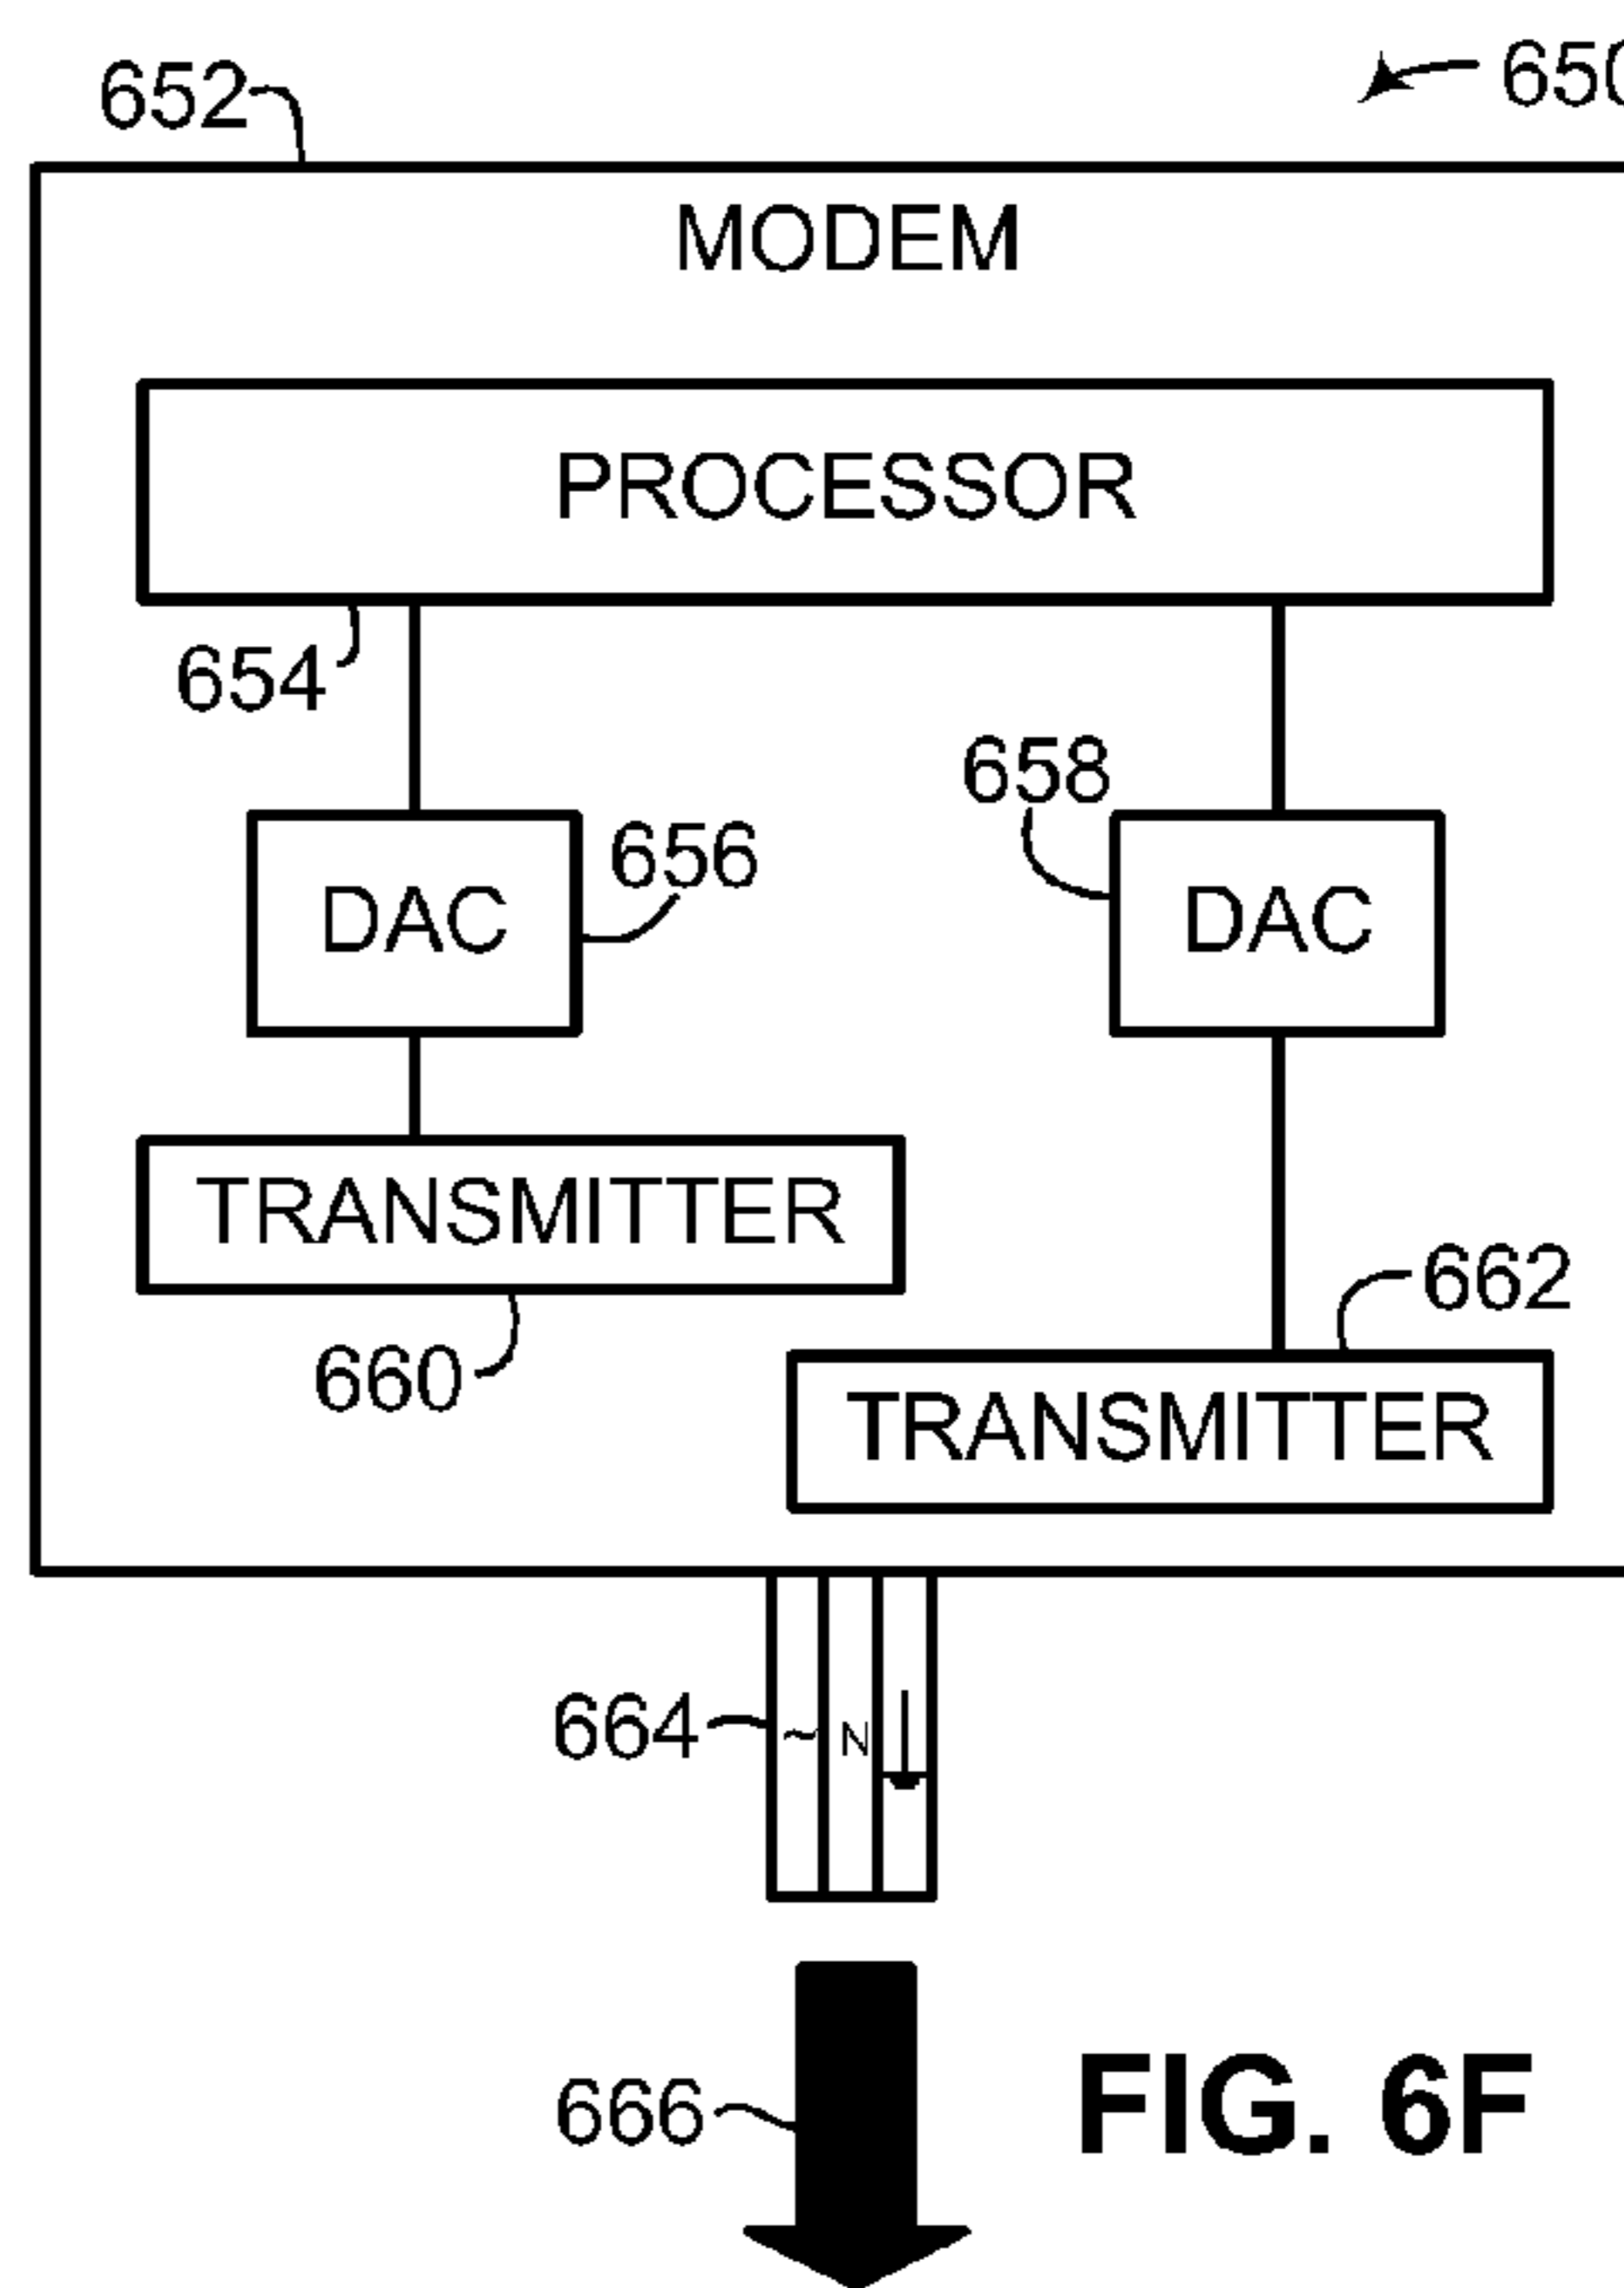 652
650
MODEM
PROCESSOR
654
658
656
DAC
DAC
TRANSMITTER
662
660
TRANSMITTER
664
~
N
666
FIG. 6F